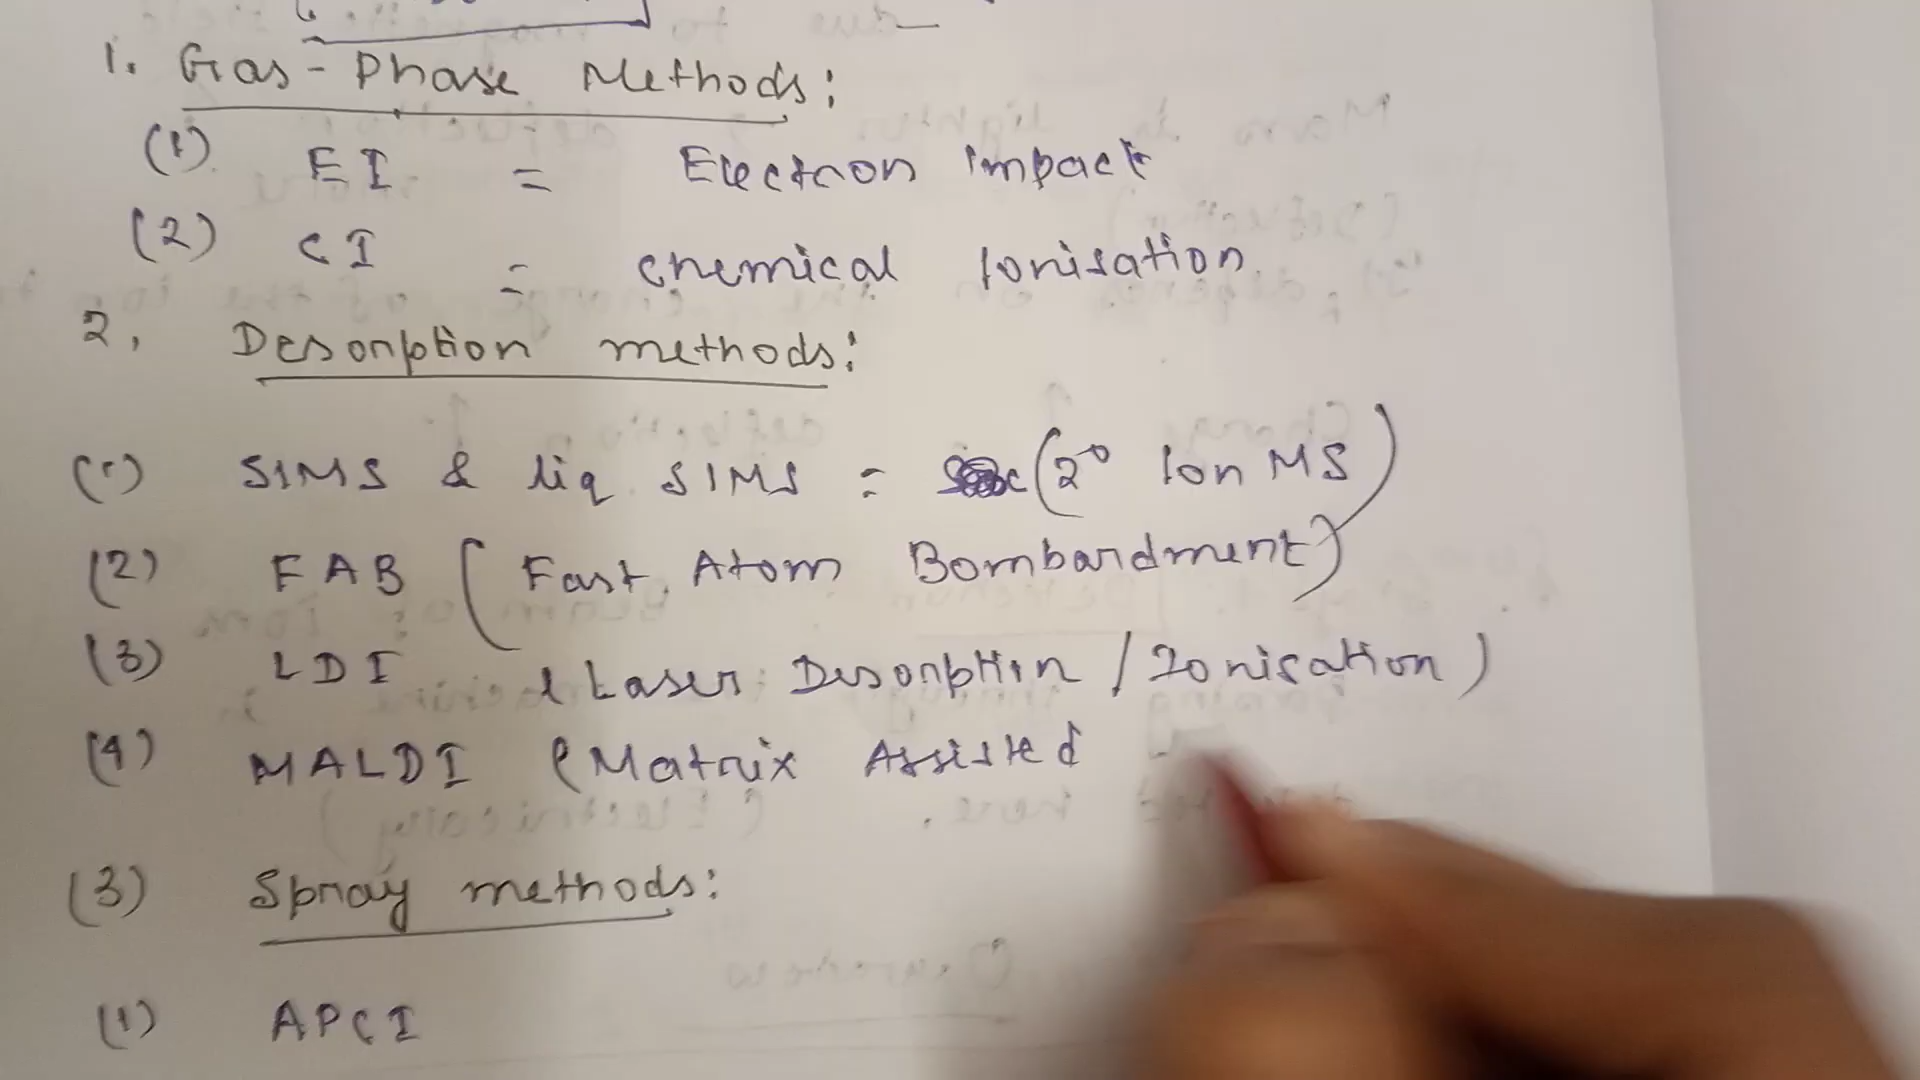 1. Gas-Phase Methods:
(1) EI = Electron Impact
(2) CI = Chemical Ionisation
2. Desorption methods:
(1) SIMS & liq. SIMS = (2° Ion MS)
(2) FAB (Fast Atom Bombardment)
(3) LDI (Laser Desorption / Ionisation)
(4) MALDI (Matrix Assisted
(3) Spray methods:
(1) APCI